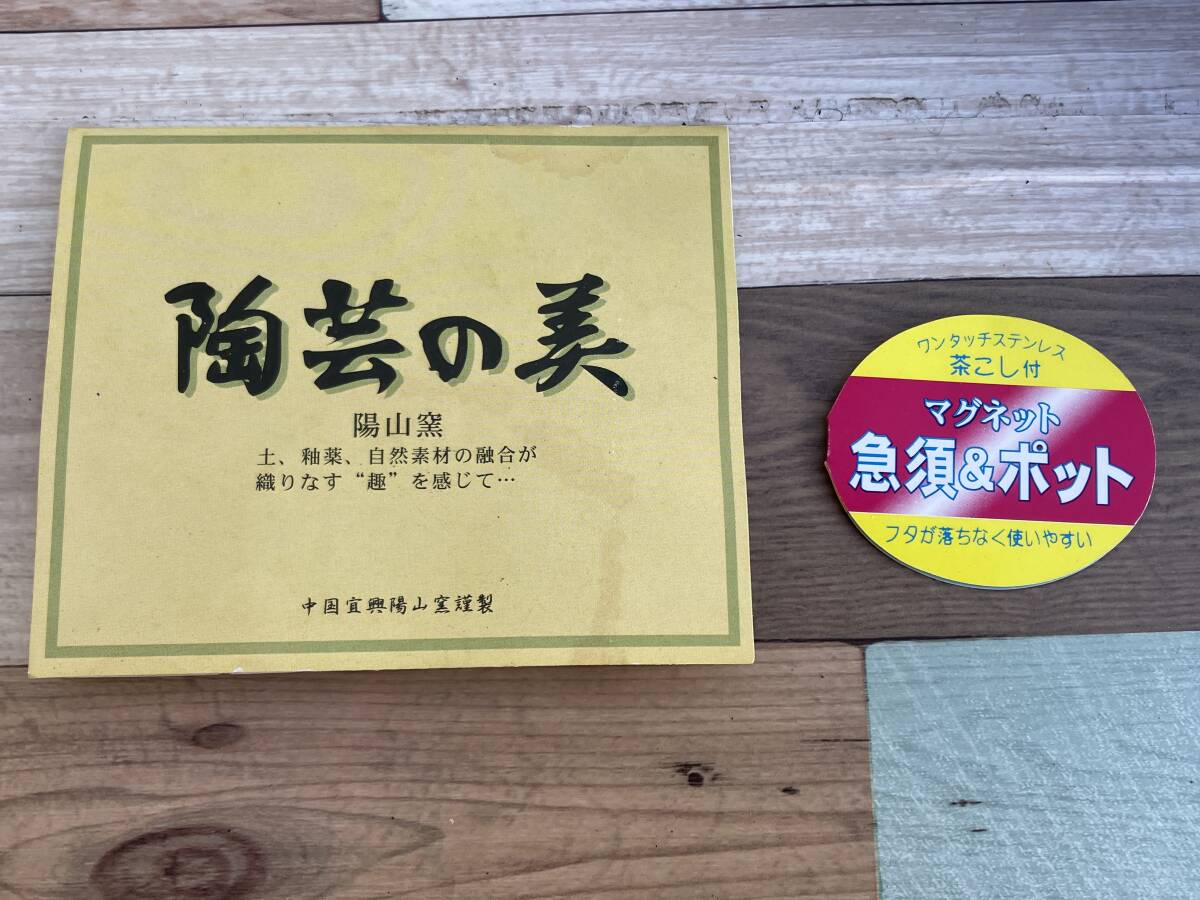 陶芸の美
陽山窯
土、釉薬、自然素材の融合が
織りなす“趣”を感じて…
中国宜興陽山窯謹製
ワンタッチステンレス
茶こし付
マグネット
急須&ポット
フタが落ちなく使いやすい